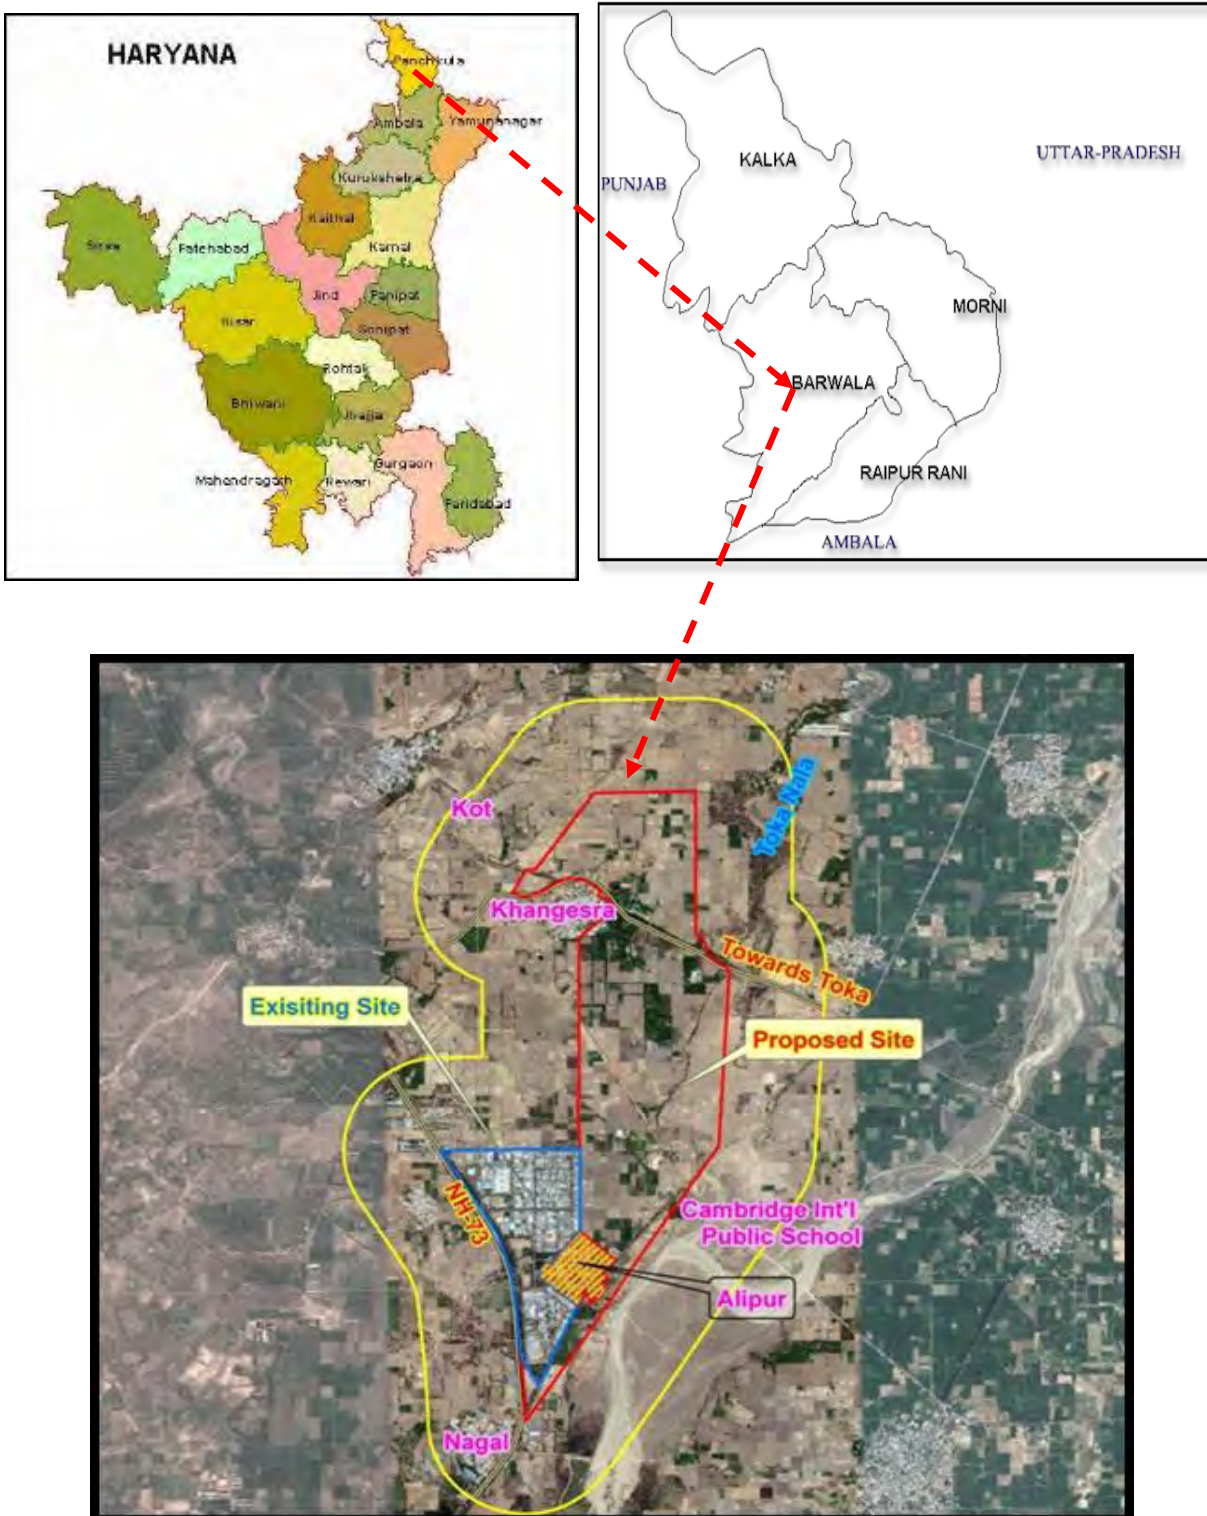 HARYANA
Panchkula
Ambala
Yamunanagar
Kurukshetra
Kaithal
Karnal
Sirsa
Fatehabad
Jind
Panipat
Hisar
Sonipat
Rohtak
Bhiwani
Jhajjar
Gurgaon
Mahendragarh
Rewari
Faridabad
UTTAR-PRADESH
KALKA
PUNJAB
MORNI
BARWALA
RAIPUR RANI
AMBALA
Toka Nala
Kot
Khangesra
Towards Toka
Exisiting Site
Proposed Site
NH-73
Cambridge Int'l
Public School
Alipur
Nagal